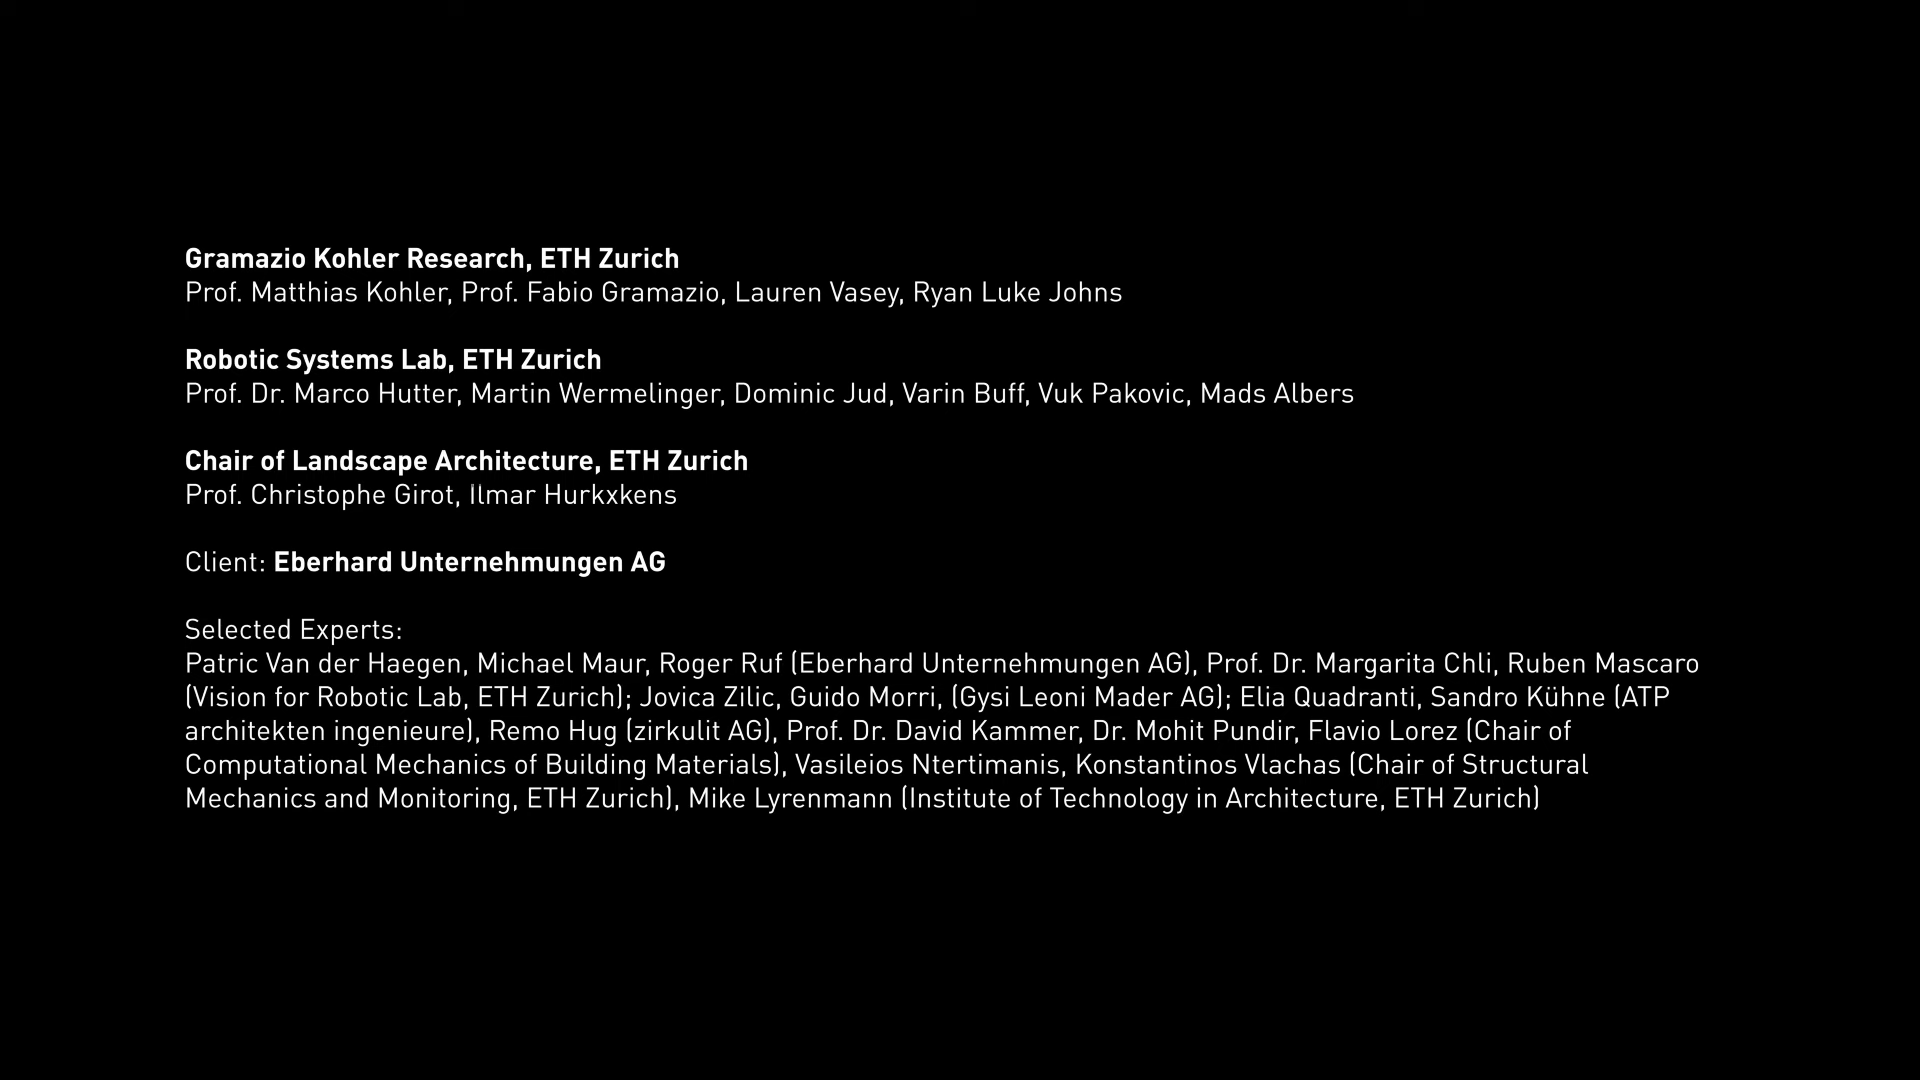 Gramazio Kohler Research, ETH Zurich
Prof. Matthias Kohler, Prof. Fabio Gramazio, Lauren Vasey, Ryan Luke Johns
Robotic Systems Lab, ETH Zurich
Prof. Dr. Marco Hutter, Martin Wermelinger, Dominic Jud, Varin Buff, Vuk Pakovic, Mads Albers
Chair of Landscape Architecture, ETH Zurich
Prof. Christophe Girot, Ilmar Hurkxkens
Client: Eberhard Unternehmungen AG
Selected Experts:
Patric Van der Haegen, Michael Maur, Roger Ruf (Eberhard Unternehmungen AG), Prof. Dr. Margarita Chli, Ruben Mascaro
(Vision for Robotic Lab, ETH Zurich); Jovica Zilic, Guido Morri, (Gysi Leoni Mader AG); Elia Quadranti, Sandro Kühne (ATP
architekten ingenieure), Remo Hug (zirkulit AG), Prof. Dr. David Kammer, Dr. Mohit Pundir, Flavio Lorez (Chair of
Computational Mechanics of Building Materials), Vasileios Ntertimanis, Konstantinos Vlachas (Chair of Structural
Mechanics and Monitoring, ETH Zurich), Mike Lyrenmann (Institute of Technology in Architecture, ETH Zurich)